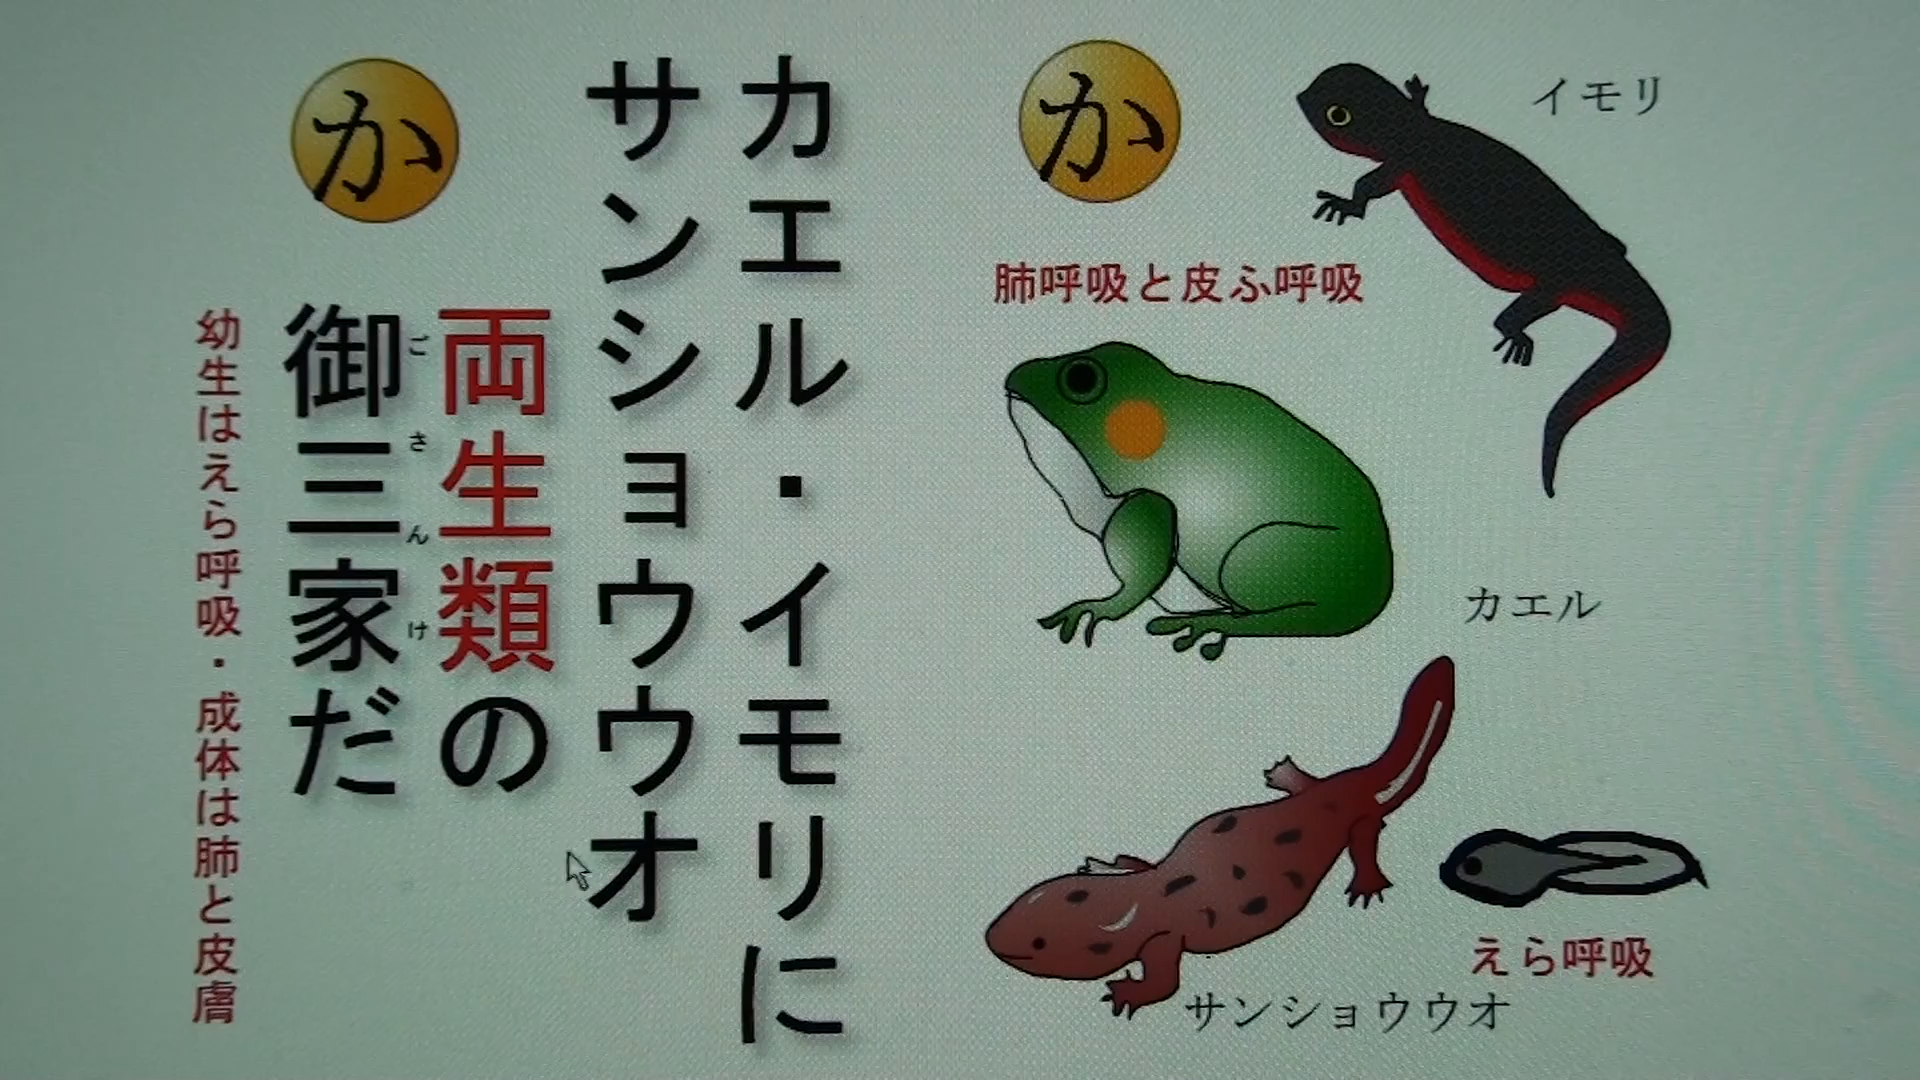 か
イモリ
肺呼吸と皮ふ呼吸
カエル
えら呼吸
サンショウウオ
か
カエル・イモリに
サンショウウオ
両生類の
御三家だ
ごさんけ
幼生はえら呼吸・成体は肺と皮膚